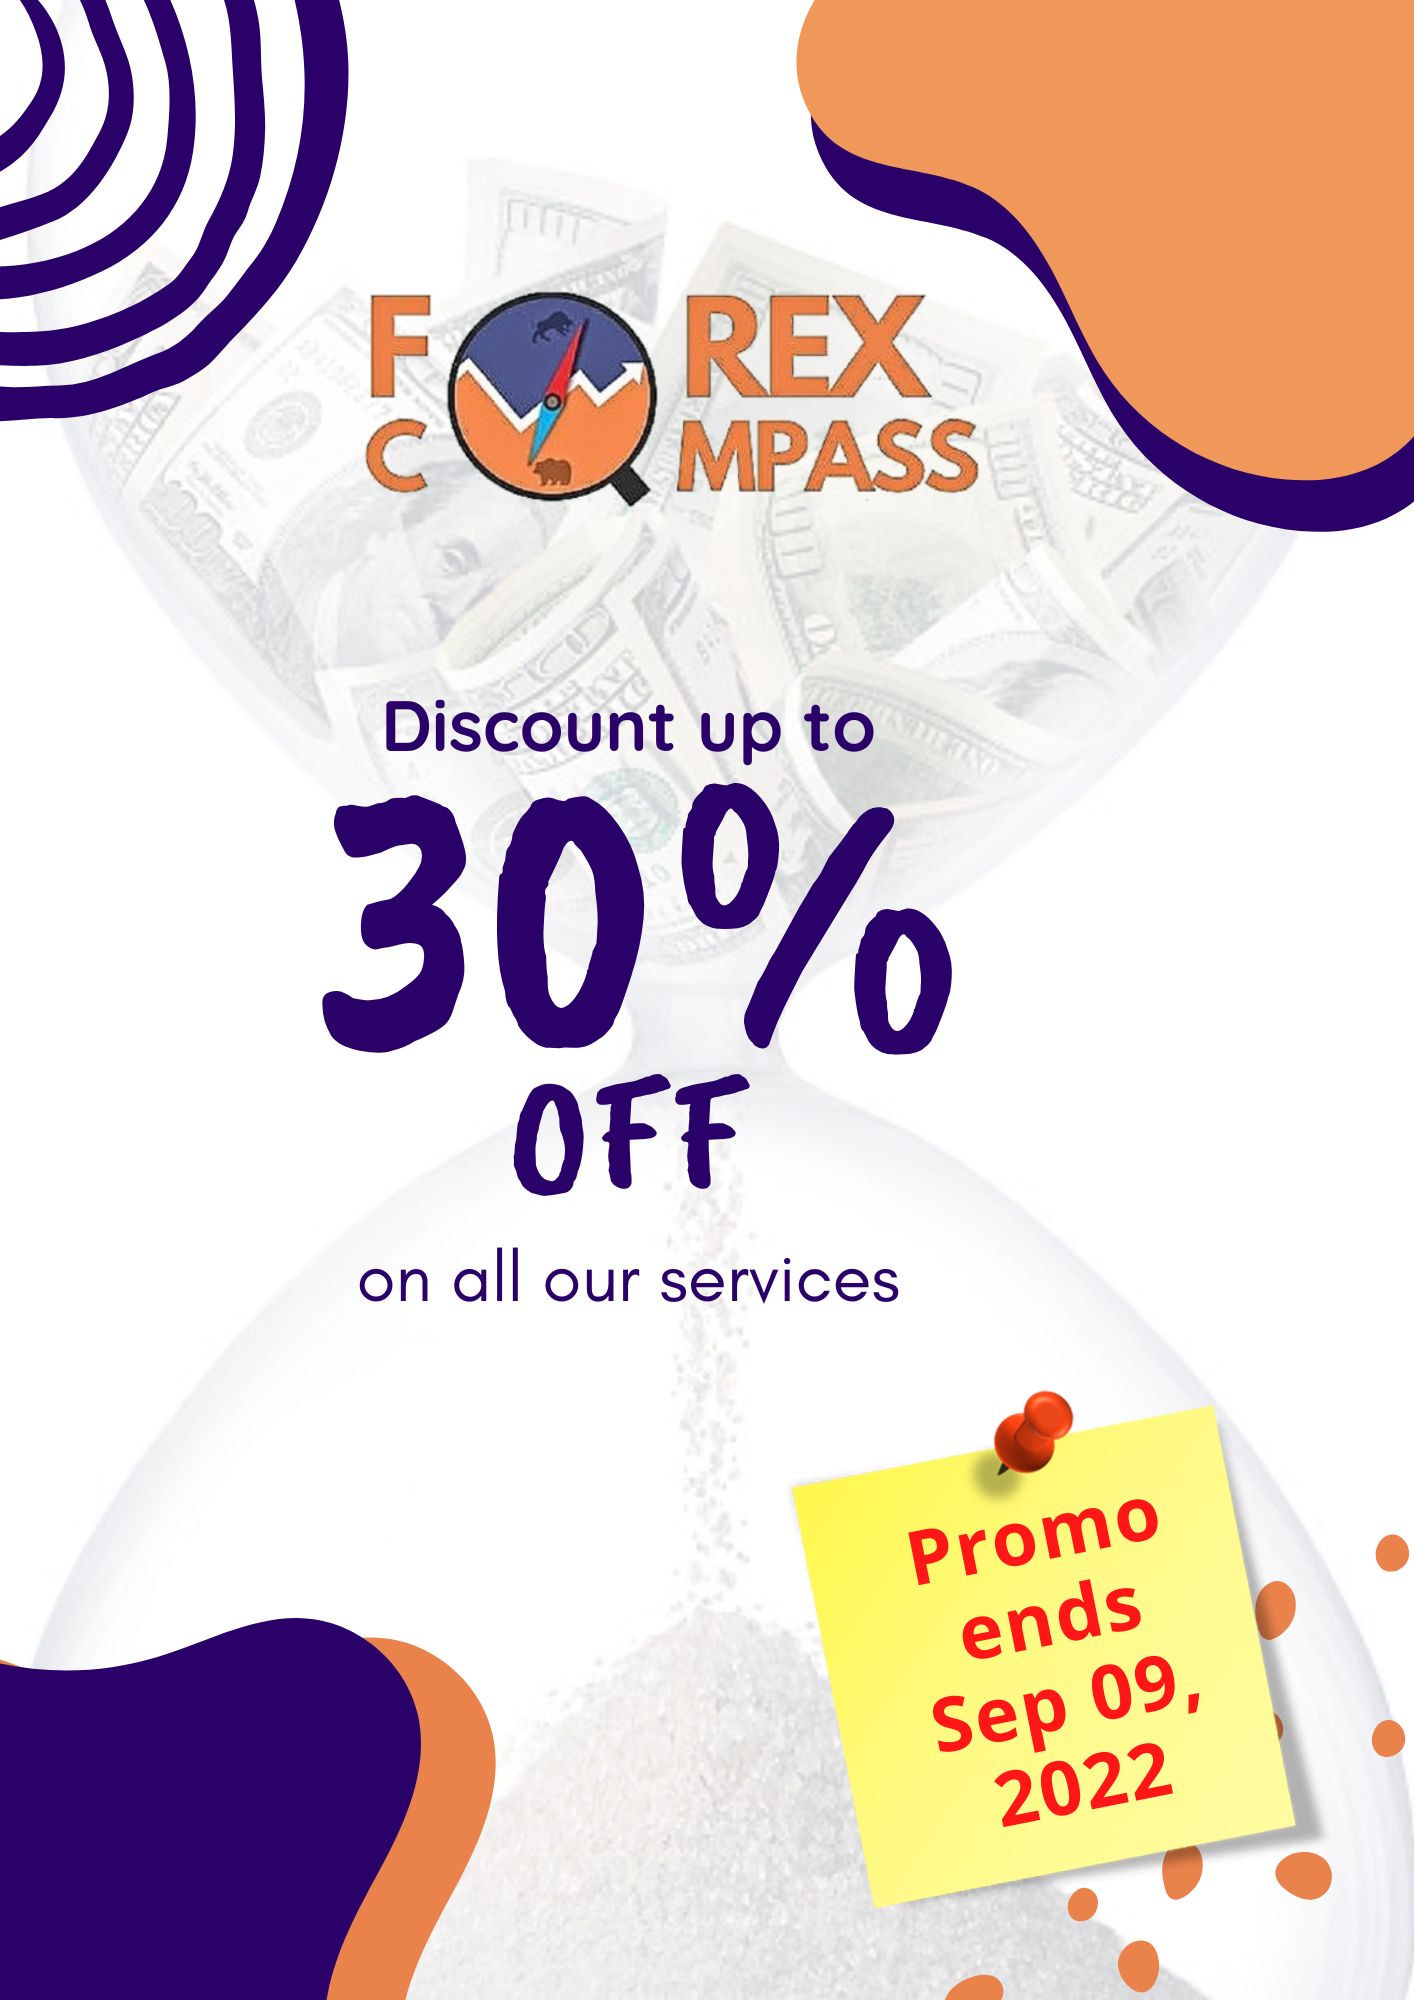 FOREX
COMPASS
Discount up to
30%
OFF
on all our services
Promo
ends
Sep 09,
2022